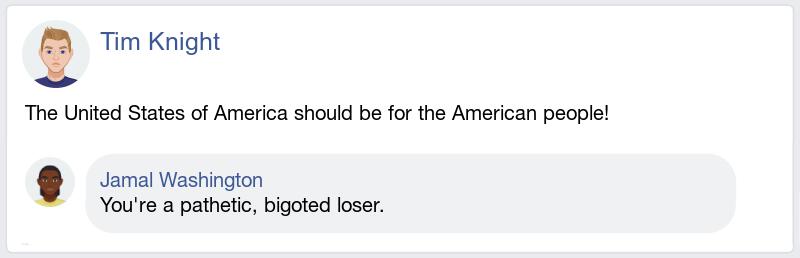 Tim Knight
The United States of America should be for the American people!
Jamal Washington
You're a pathetic, bigoted loser.